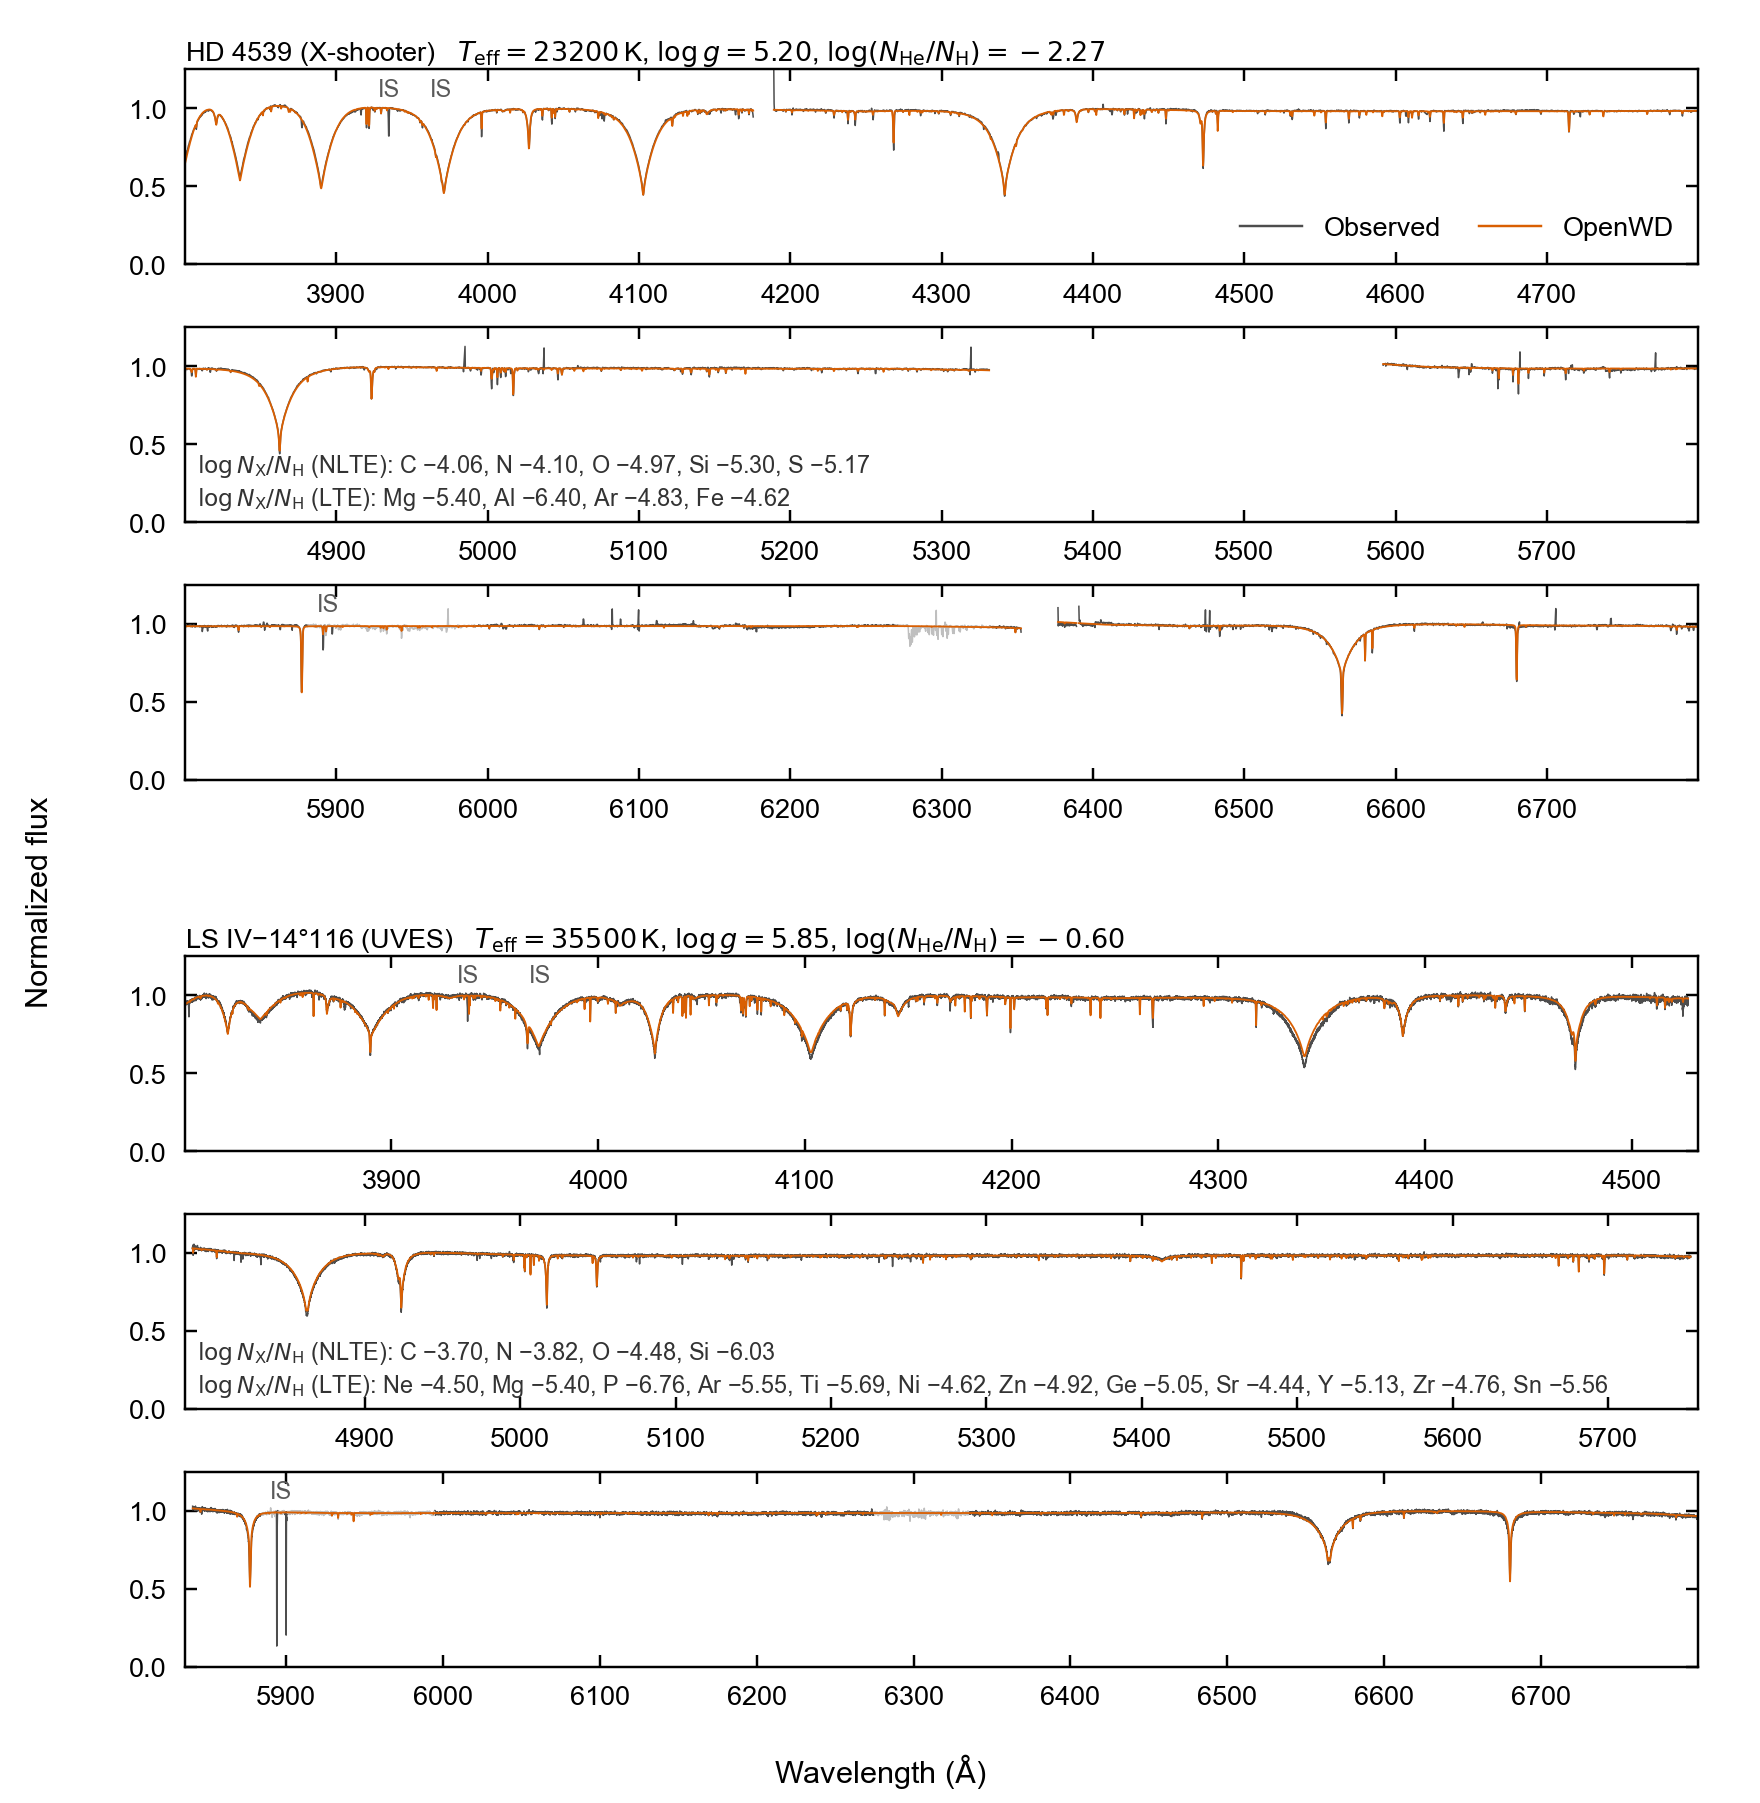 HD 4539 (X-shooter) T_eff = 23200 K, log g = 5.20, log(N_He/N_H) = −2.27
IS IS
1.0
0.5
0.0
Observed OpenWD
3900 4000 4100 4200 4300 4400 4500 4600 4700
1.0
0.5
0.0
log N_X/N_H (NLTE): C −4.06, N −4.10, O −4.97, Si −5.30, S −5.17
log N_X/N_H (LTE): Mg −5.40, Al −6.40, Ar −4.83, Fe −4.62
4900 5000 5100 5200 5300 5400 5500 5600 5700
IS
1.0
0.5
0.0
5900 6000 6100 6200 6300 6400 6500 6600 6700
Normalized flux
LS IV−14°116 (UVES) T_eff = 35500 K, log g = 5.85, log(N_He/N_H) = −0.60
IS IS
1.0
0.5
0.0
3900 4000 4100 4200 4300 4400 4500
1.0
0.5
0.0
log N_X/N_H (NLTE): C −3.70, N −3.82, O −4.48, Si −6.03
log N_X/N_H (LTE): Ne −4.50, Mg −5.40, P −6.76, Ar −5.55, Ti −5.69, Ni −4.62, Zn −4.92, Ge −5.05, Sr −4.44, Y −5.13, Zr −4.76, Sn −5.56
4900 5000 5100 5200 5300 5400 5500 5600 5700
IS
1.0
0.5
0.0
5900 6000 6100 6200 6300 6400 6500 6600 6700
Wavelength (Å)